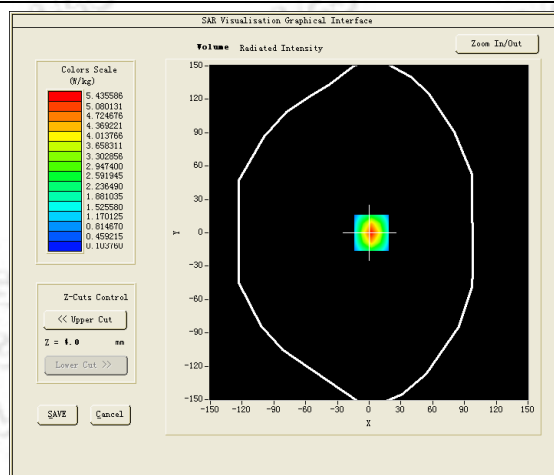 SAR Visualisation Graphical Interface
Volume Radiated Intensity
Zoom In/Out
Colors Scale
(W/kg)
5.435586
5.080131
4.724676
4.369221
4.013766
3.658311
3.302856
2.947400
2.591945
2.236490
1.881035
1.525580
1.170125
0.814670
0.459215
0.103760
Z-Cuts Control
<< Upper Cut
Z = 4.0 mm
Lower Cut >>
SAVE Cancel
150
120
90
60
30
0
-30
-60
-90
-120
-150
Y
-150 -120 -90 -60 -30 0 30 60 90 120 150
X